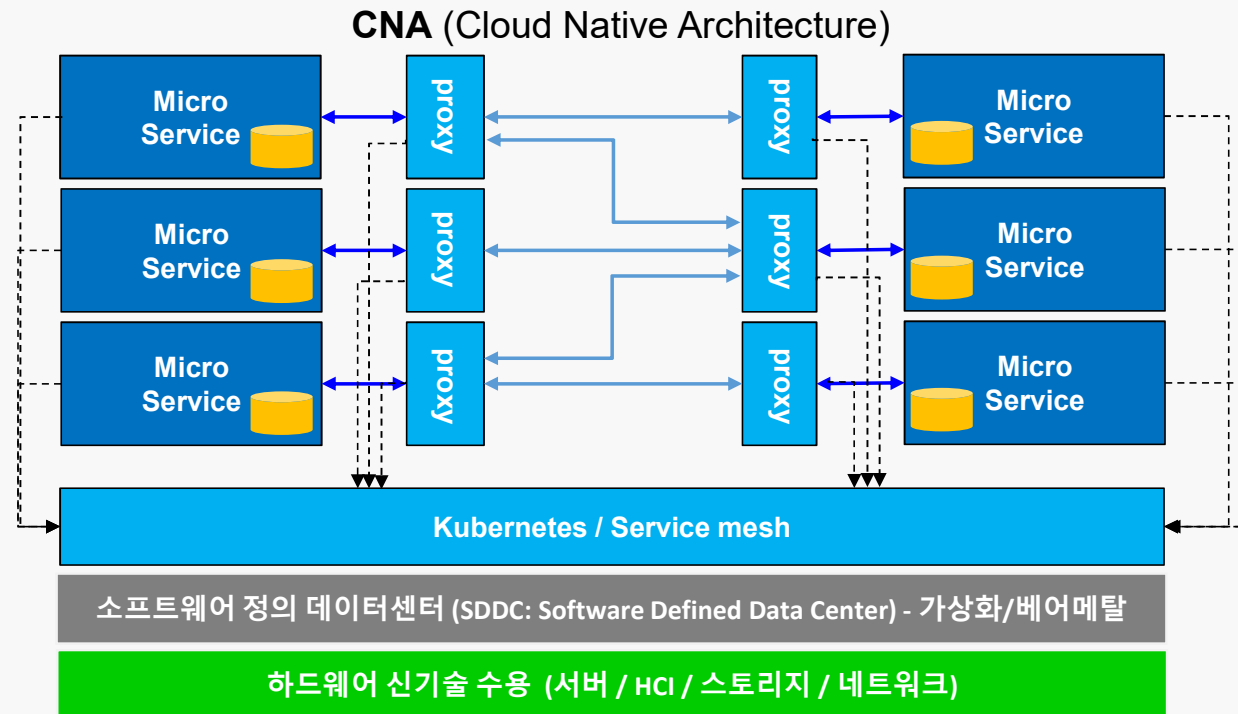 CNA (Cloud Native Architecture)
Micro
Service
proxy
proxy
Micro
Service
Micro
Service
proxy
proxy
Micro
Service
Micro
Service
proxy
proxy
Micro
Service
Kubernetes / Service mesh
소프트웨어 정의 데이터센터 (SDDC: Software Defined Data Center) - 가상화/베어메탈
하드웨어 신기술 수용 (서버 / HCI / 스토리지 / 네트워크)